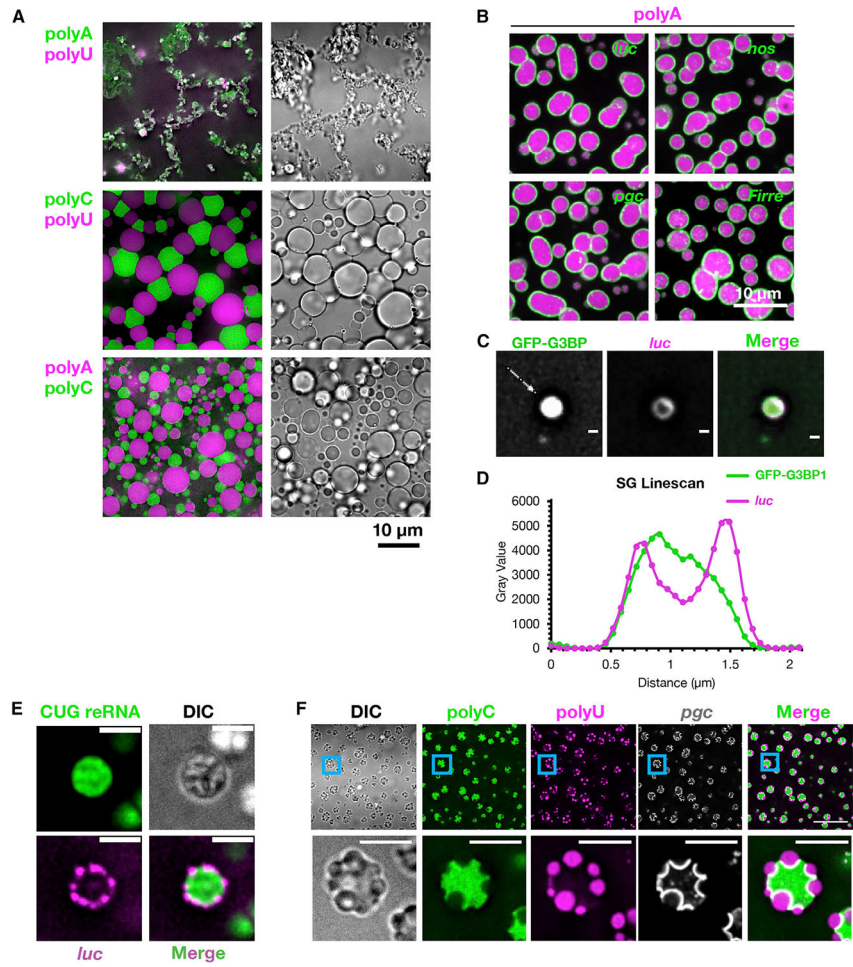 A
polyA
polyU
polyC
polyU
polyA
polyC
10 µm
B
polyA
luc
nos
pgc
Firre
10 µm
C
GFP-G3BP
luc
Merge
D
SG Linescan
GFP-G3BP1
luc
Gray Value
6000
5000
4000
3000
2000
1000
0
0
0.5
1
1.5
2
Distance (µm)
E
CUG reRNA
DIC
luc
Merge
F
DIC
polyC
polyU
pgc
Merge